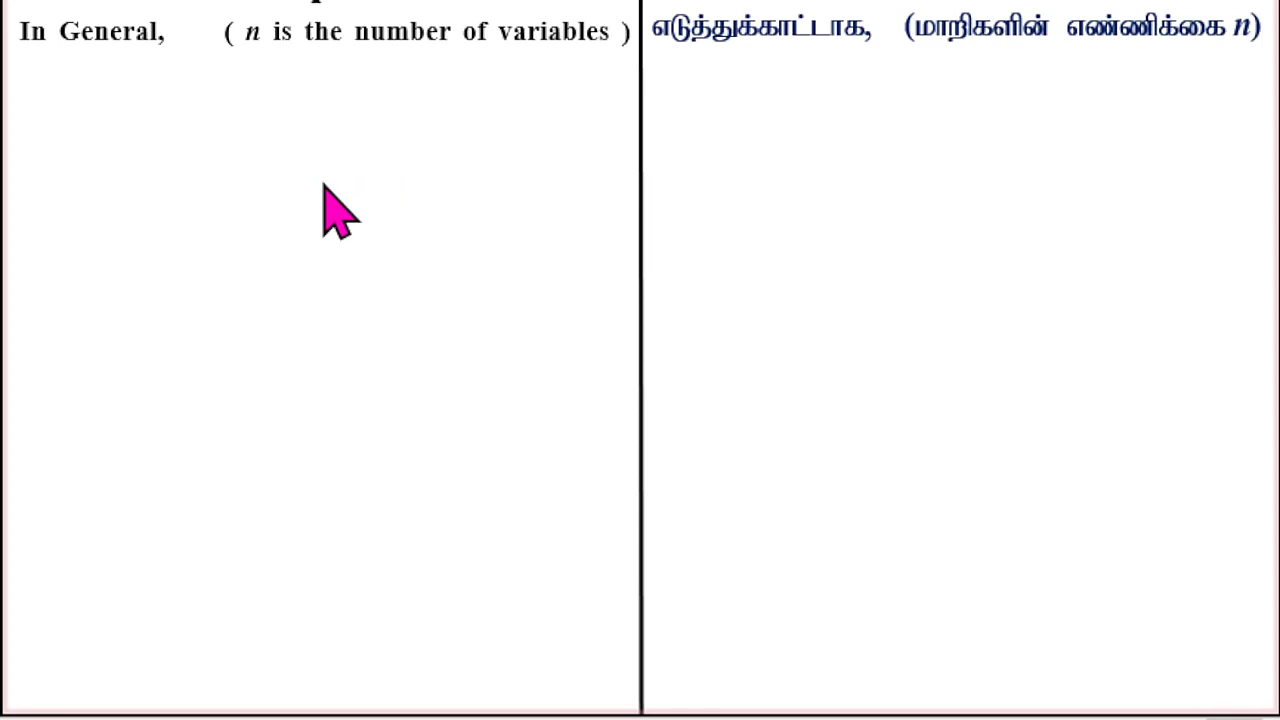 In General, ( n is the number of variables )
எடுத்துக்காட்டாக, (மாறிகளின் எண்ணிக்கை n)